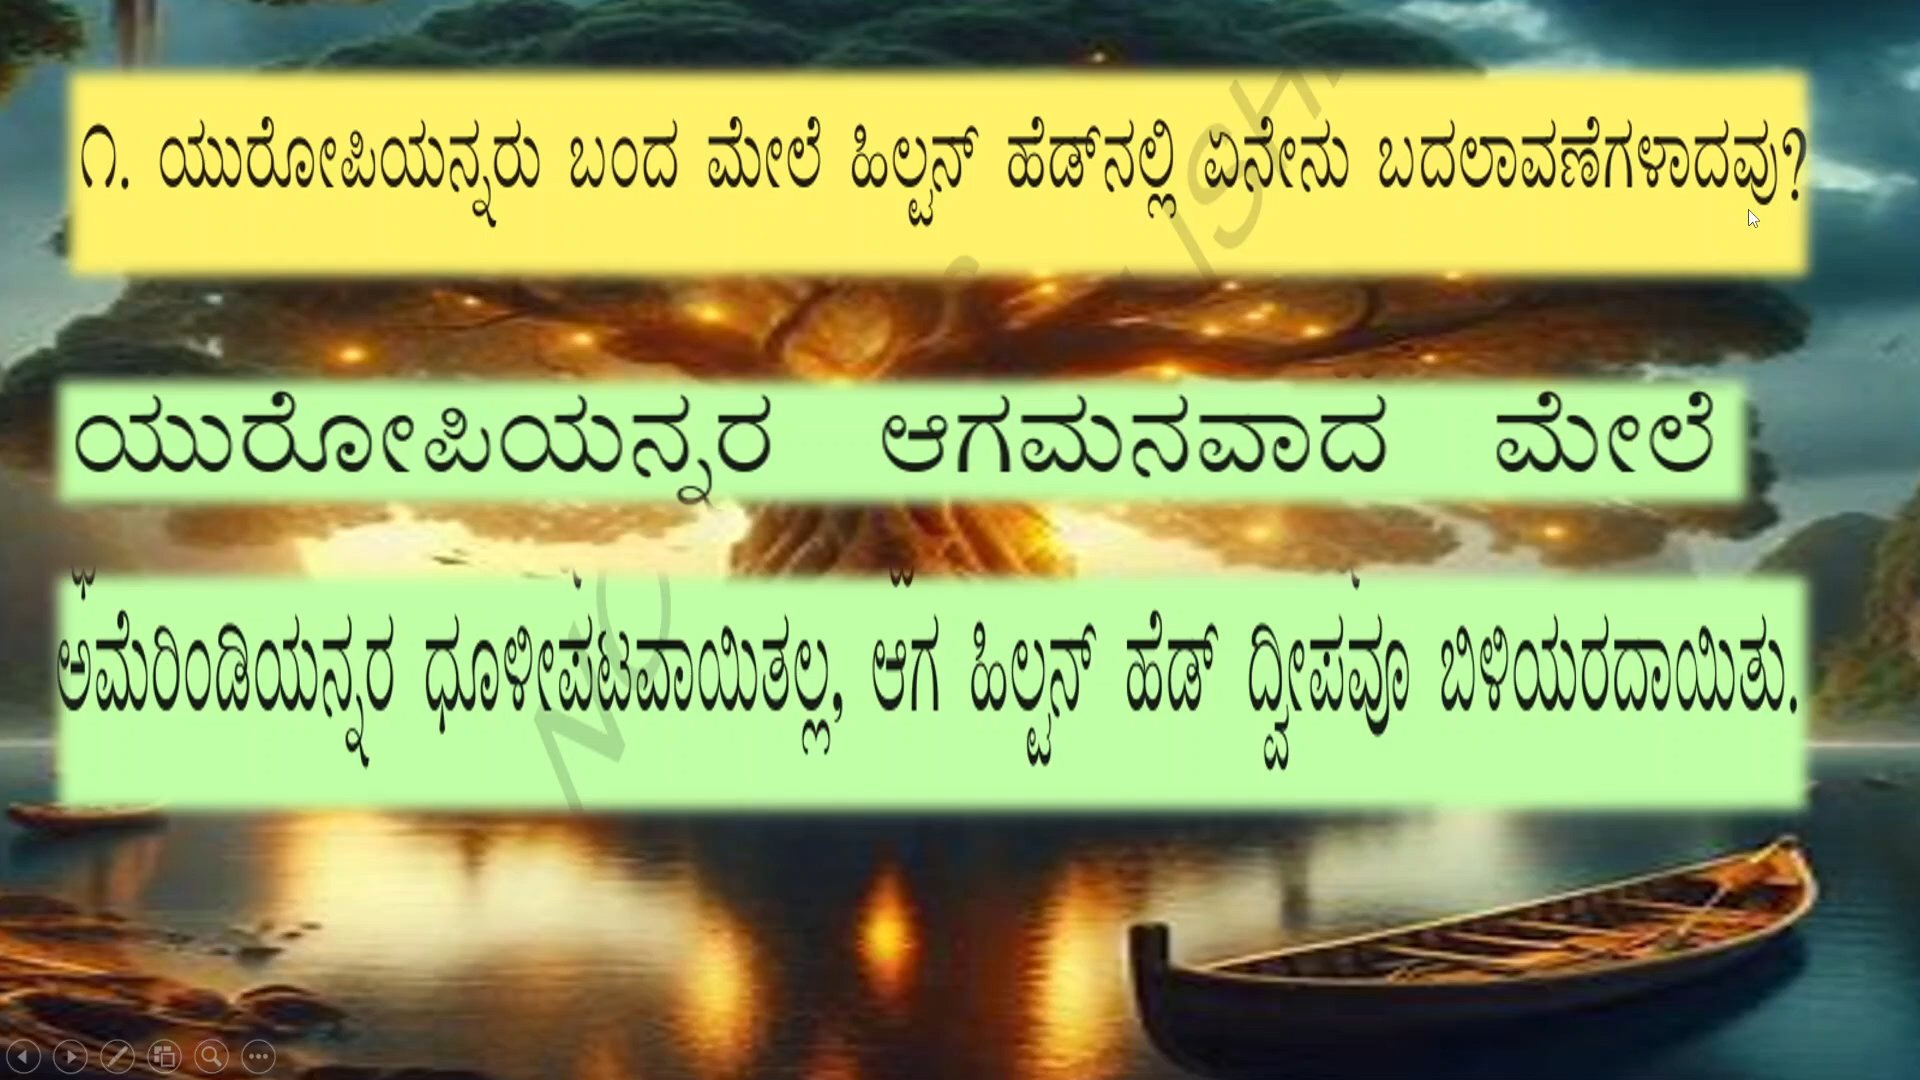 ೧. ಯುರೋಪಿಯನ್ನರು ಬಂದ ಮೇಲೆ ಹಿಲ್ಟನ್ ಹೆಡ್‌ನಲ್ಲಿ ಏನೇನು ಬದಲಾವಣೆಗಳಾದವು?
ಯುರೋಪಿಯನ್ನರ ಆಗಮನವಾದ ಮೇಲೆ
ಅಮೆರಿಂಡಿಯನ್ನರ ಧೂಳೀಪಟವಾಯಿತಲ್ಲ, ಆಗ ಹಿಲ್ಟನ್ ಹೆಡ್ ದ್ವೀಪವೂ ಬಿಳಿಯರದಾಯಿತು.